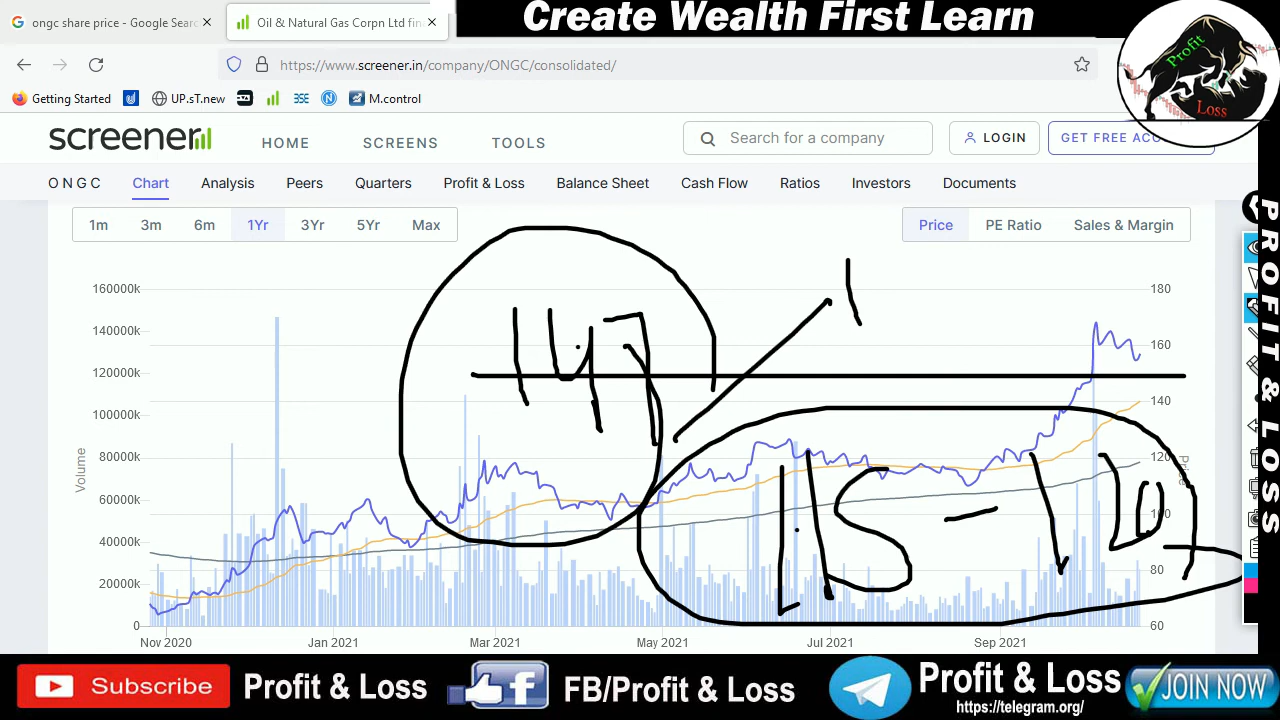 ongc share price - Google Sear
Oil & Natural Gas Corpn Ltd fin
Create Wealth First Learn
Profit
Loss
https://www.screener.in/company/ONGC/consolidated/
Getting Started UP.sT.new M.control
screener HOME SCREENS TOOLS Search for a company LOGIN GET FREE ACC
O N G C Chart Analysis Peers Quarters Profit & Loss Balance Sheet Cash Flow Ratios Investors Documents
1m 3m 6m 1Yr 3Yr 5Yr Max Price PE Ratio Sales & Margin
160000k 180
140000k 160
120000k
100000k 140
80000k 120
60000k 100
40000k
20000k 80
0 60
Volume
Price
147
Nov 2020 Jan 2021 Mar 2021 May 2021 Jul 2021 Sep 2021
PROFIT & LOSS
Subscribe Profit & Loss f FB/Profit & Loss Profit & Loss JOIN NOW
https://telegram.org/